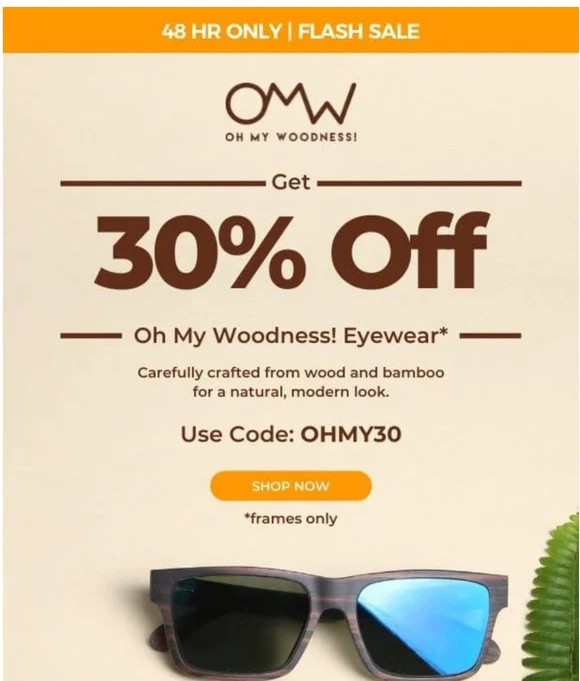 48 HR ONLY | FLASH SALE
OMW
OH MY WOODNESS!
Get
30% Off
Oh My Woodness! Eyewear*
Carefully crafted from wood and bamboo
for a natural, modern look.
Use Code: OHMY30
SHOP NOW
*frames only